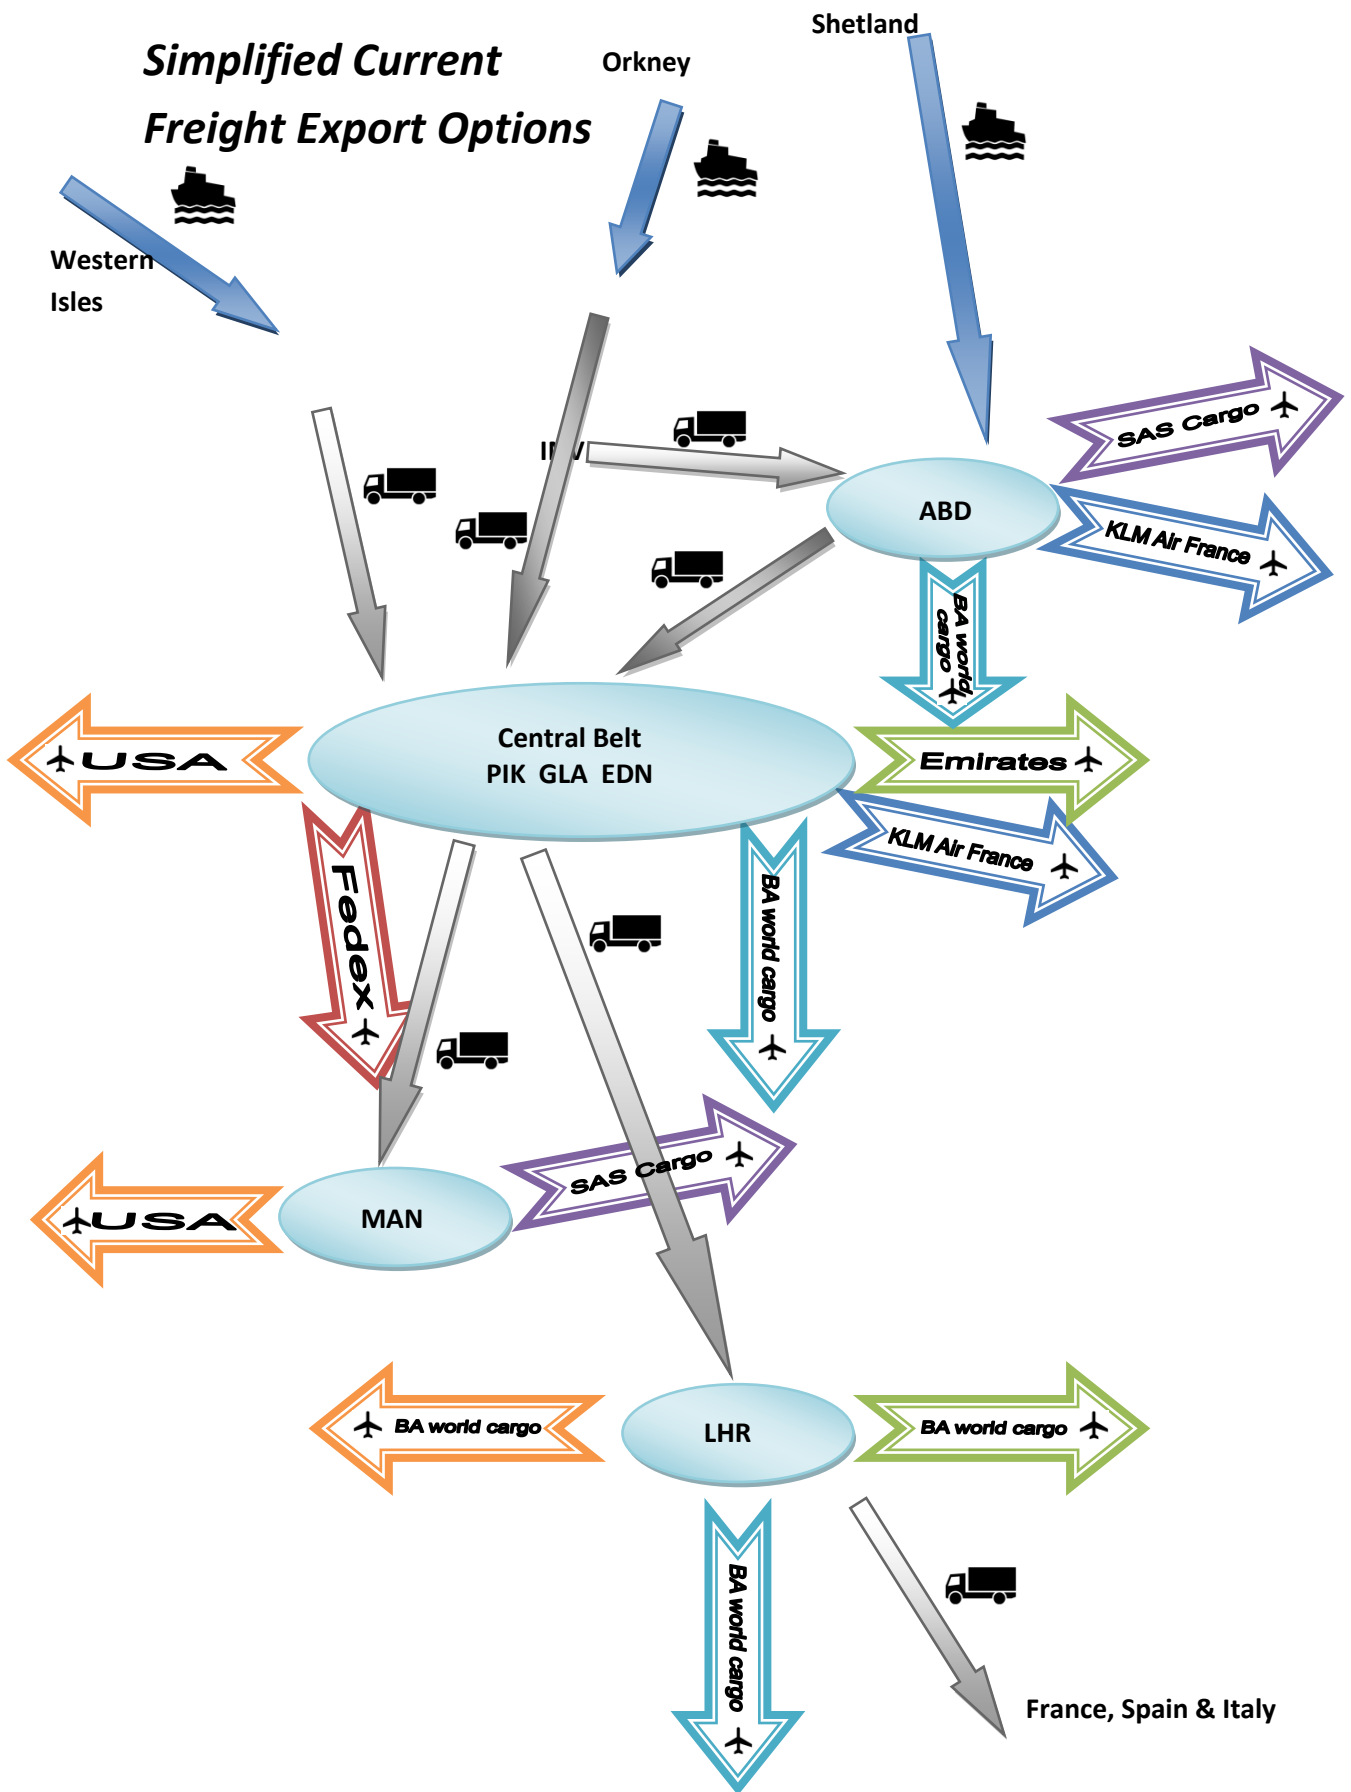 Shetland
Simplified Current
Freight Export Options
Orkney
Western
Isles
SAS Cargo
ABD
KLM Air France
BA world
cargo
Central Belt
PIK GLA EDN
USA
Emirates
KLM Air France
Fedex
BA world cargo
SAS Cargo
MAN
USA
BA world cargo
LHR
BA world cargo
BA world cargo
France, Spain & Italy